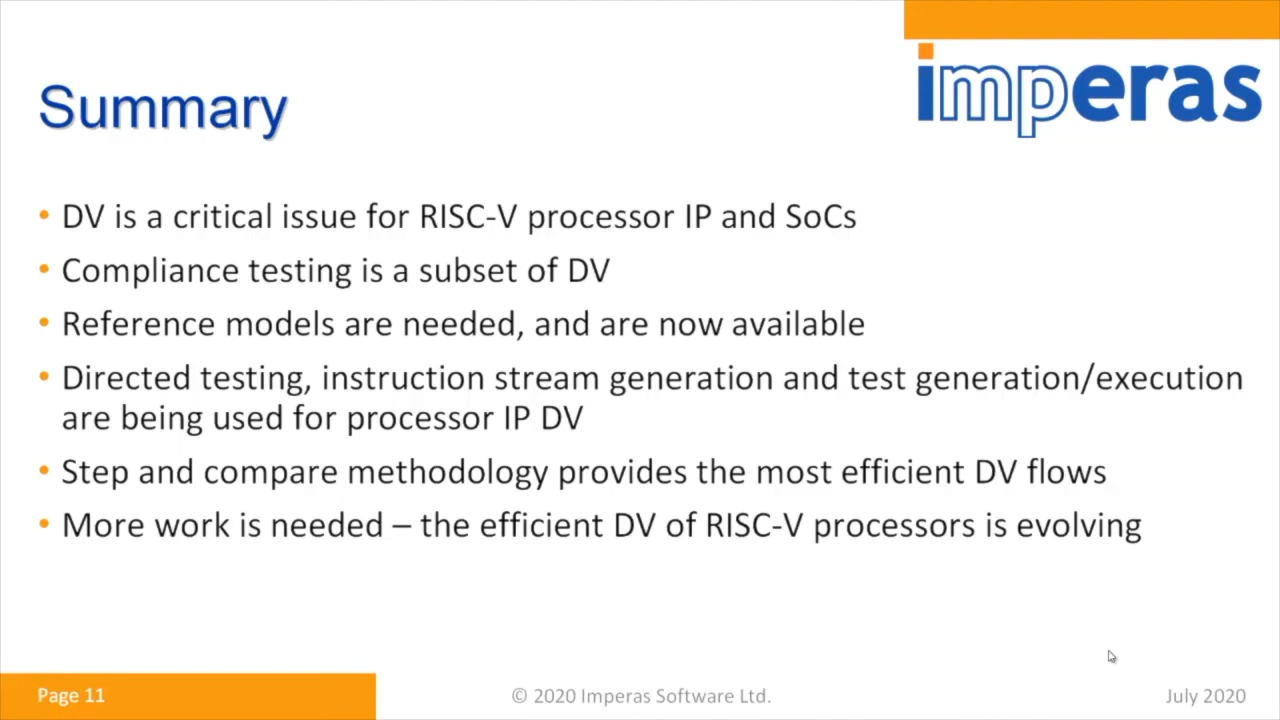 imperas
Summary
• DV is a critical issue for RISC-V processor IP and SoCs
• Compliance testing is a subset of DV
• Reference models are needed, and are now available
• Directed testing, instruction stream generation and test generation/execution
are being used for processor IP DV
• Step and compare methodology provides the most efficient DV flows
• More work is needed – the efficient DV of RISC-V processors is evolving
Page 11
© 2020 Imperas Software Ltd.
July 2020